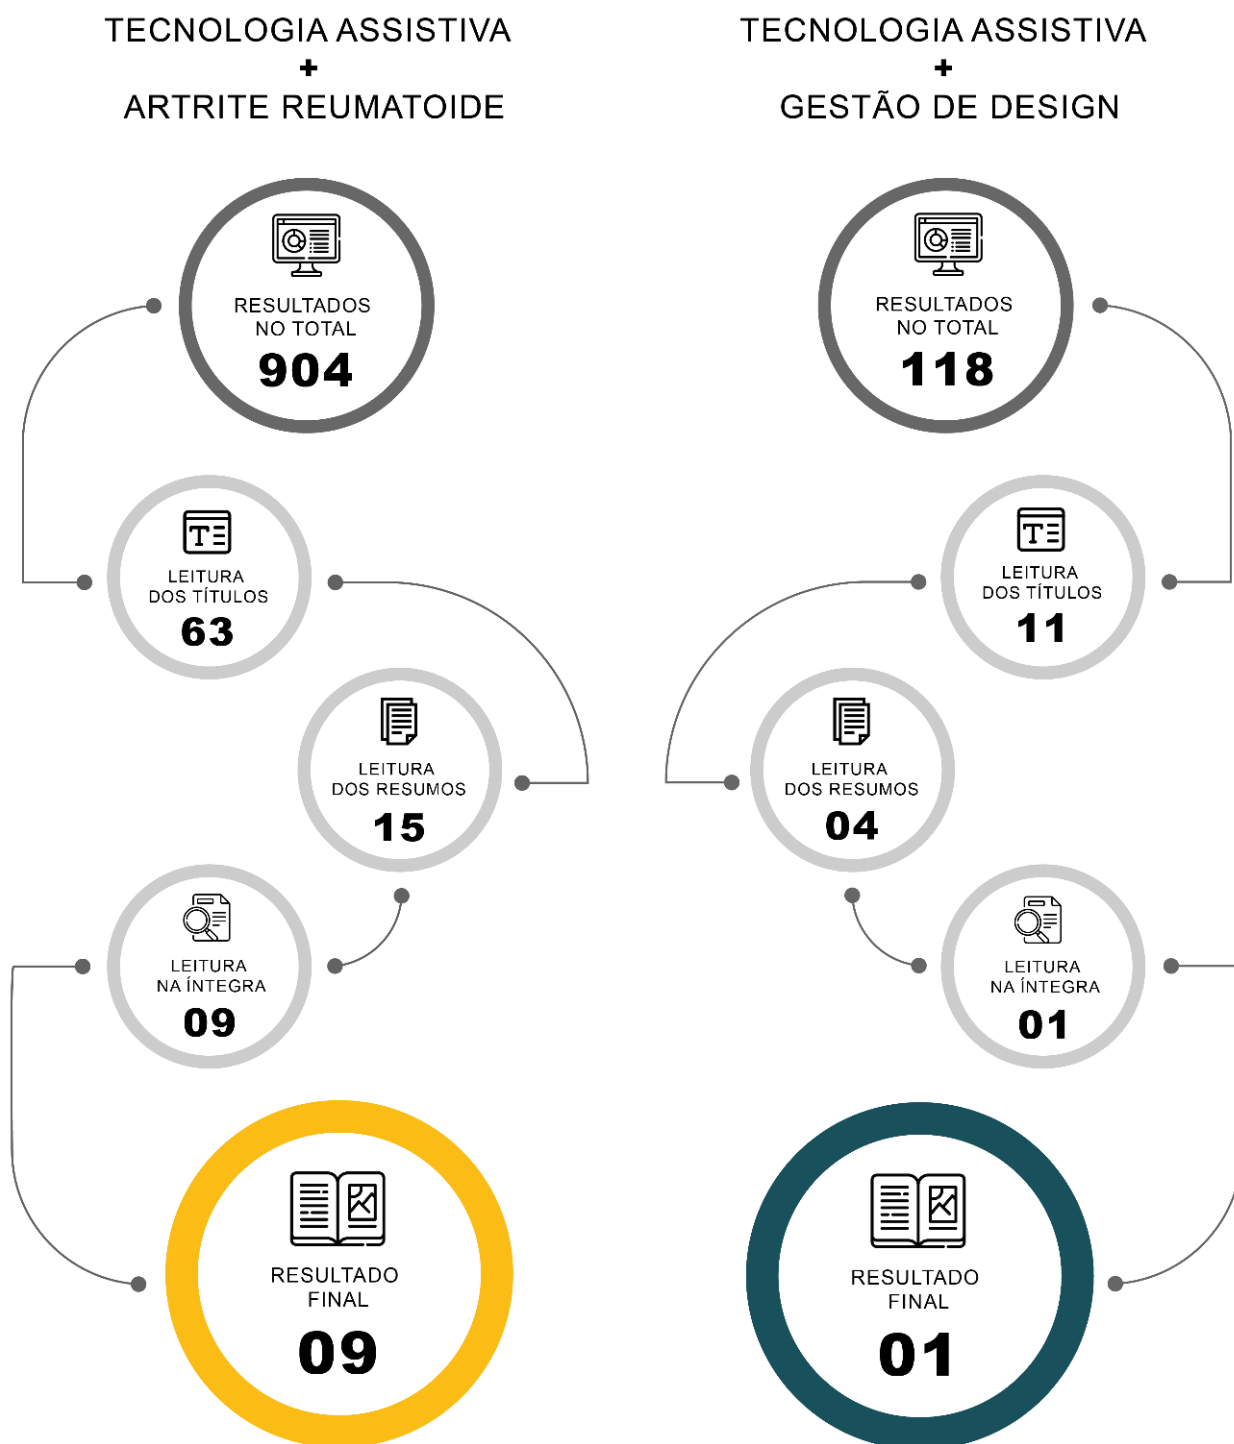 TECNOLOGIA ASSISTIVA
+
ARTRITE REUMATOIDE
RESULTADOS
NO TOTAL
904
LEITURA
DOS TÍTULOS
63
LEITURA
DOS RESUMOS
15
LEITURA
NA ÍNTEGRA
09
RESULTADO
FINAL
09
TECNOLOGIA ASSISTIVA
+
GESTÃO DE DESIGN
RESULTADOS
NO TOTAL
118
LEITURA
DOS TÍTULOS
11
LEITURA
DOS RESUMOS
04
LEITURA
NA ÍNTEGRA
01
RESULTADO
FINAL
01